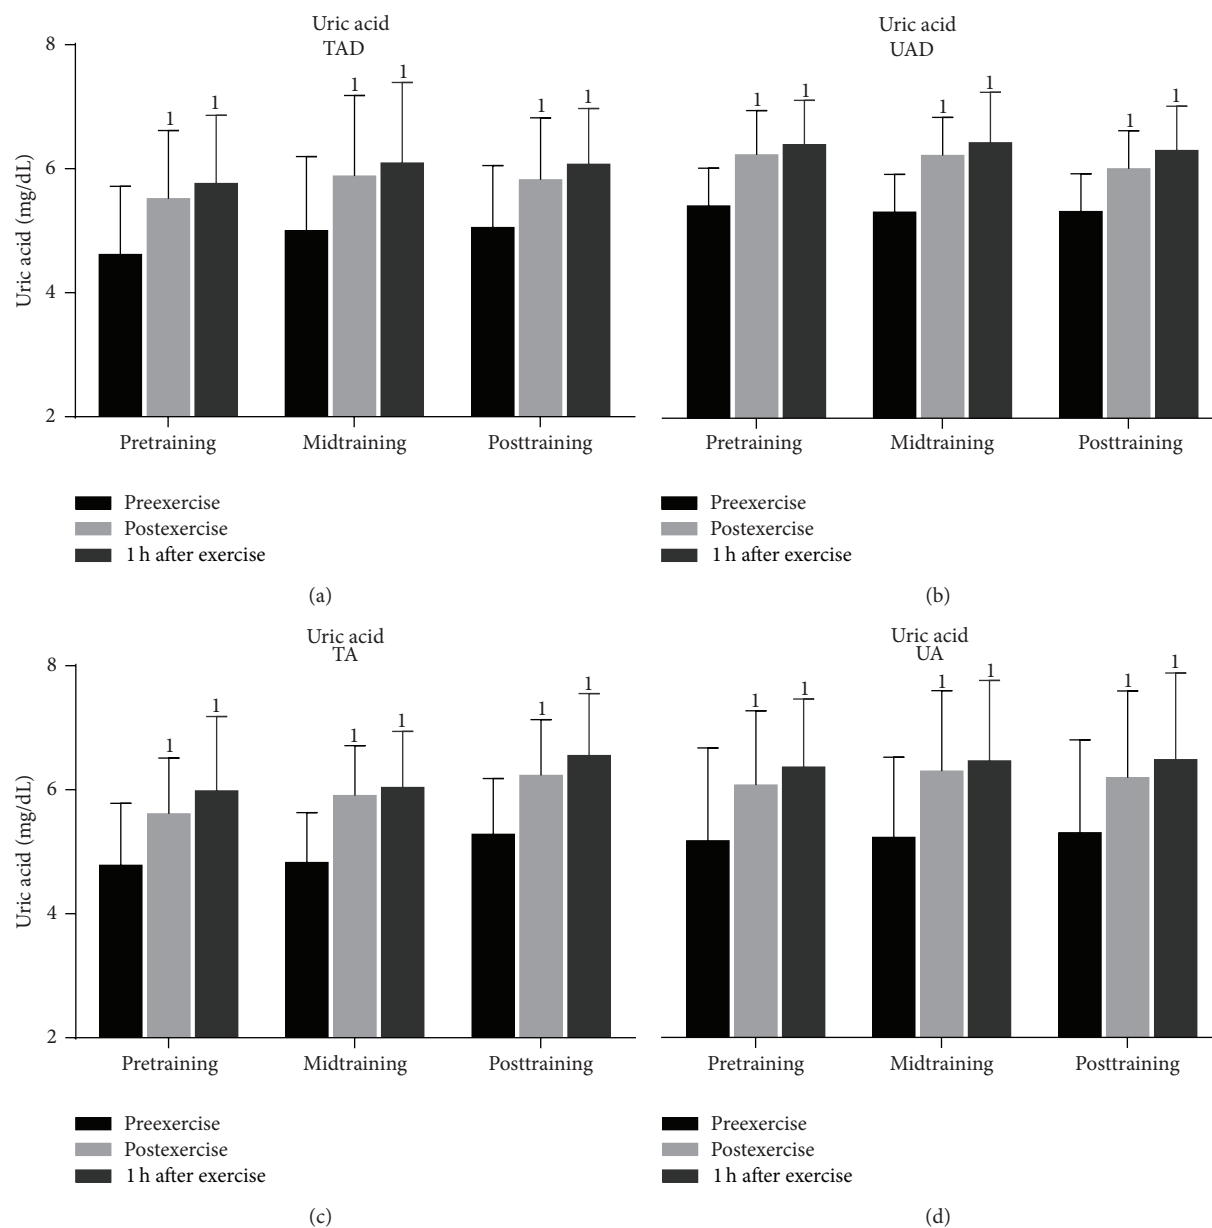 Uric acid
TAD
8
6
4
2
Uric acid (mg/dL)
1
1
1
1
1
1
Pretraining
Midtraining
Posttraining
Preexercise
Postexercise
1 h after exercise
(a)
Uric acid
UAD
1
1
1
1
1
1
Pretraining
Midtraining
Posttraining
Preexercise
Postexercise
1 h after exercise
(b)
Uric acid
TA
8
6
4
2
Uric acid (mg/dL)
1
1
1
1
1
1
Pretraining
Midtraining
Posttraining
Preexercise
Postexercise
1 h after exercise
(c)
Uric acid
UA
1
1
1
1
1
1
Pretraining
Midtraining
Posttraining
Preexercise
Postexercise
1 h after exercise
(d)